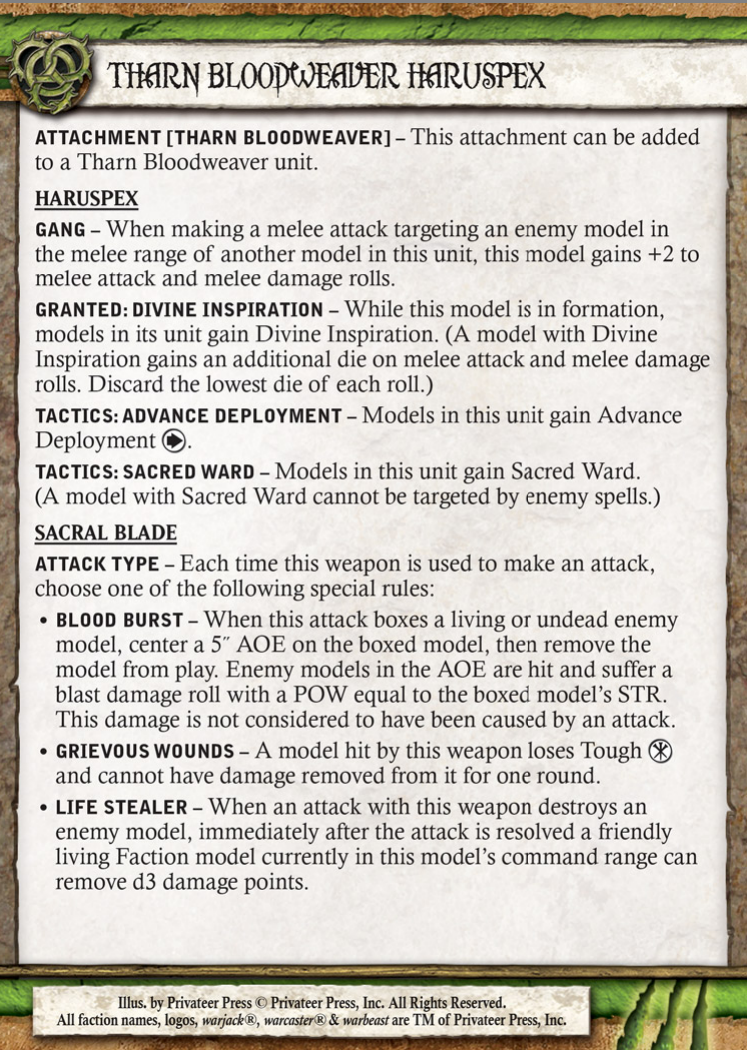 THARN BLOODWEAVER HARUSPEX
ATTACHMENT [THARN BLOODWEAVER] – This attachment can be added
to a Tharn Bloodweaver unit.
HARUSPEX
GANG – When making a melee attack targeting an enemy model in
the melee range of another model in this unit, this model gains +2 to
melee attack and melee damage rolls.
GRANTED: DIVINE INSPIRATION – While this model is in formation,
models in its unit gain Divine Inspiration. (A model with Divine
Inspiration gains an additional die on melee attack and melee damage
rolls. Discard the lowest die of each roll.)
TACTICS: ADVANCE DEPLOYMENT – Models in this unit gain Advance
Deployment.
TACTICS: SACRED WARD – Models in this unit gain Sacred Ward.
(A model with Sacred Ward cannot be targeted by enemy spells.)
SACRAL BLADE
ATTACK TYPE – Each time this weapon is used to make an attack,
choose one of the following special rules:
• BLOOD BURST – When this attack boxes a living or undead enemy
model, center a 5″ AOE on the boxed model, then remove the
model from play. Enemy models in the AOE are hit and suffer a
blast damage roll with a POW equal to the boxed model's STR.
This damage is not considered to have been caused by an attack.
• GRIEVOUS WOUNDS – A model hit by this weapon loses Tough
and cannot have damage removed from it for one round.
• LIFE STEALER – When an attack with this weapon destroys an
enemy model, immediately after the attack is resolved a friendly
living Faction model currently in this model's command range can
remove d3 damage points.
Illus. by Privateer Press © Privateer Press, Inc. All Rights Reserved.
All faction names, logos, warjack®, warcaster® & warbeast are TM of Privateer Press, Inc.